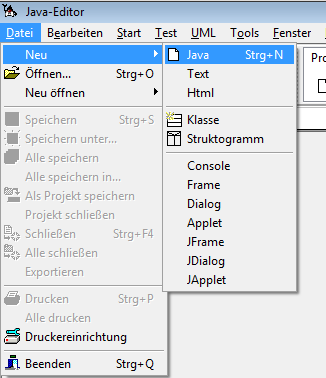 Java-Editor
Datei Bearbeiten Start Test UML Tools Fenster
Neu
Öffnen... Strg+O
Neu öffnen
Speichern Strg+S
Speichern unter...
Alle speichern
Alle speichern in...
Als Projekt speichern
Projekt schließen
Schließen Strg+F4
Alle schließen
Exportieren
Drucken Strg+P
Alle drucken
Druckereinrichtung
Beenden Strg+Q
Java Strg+N
Text
Html
Klasse
Struktogramm
Console
Frame
Dialog
Applet
JFrame
JDialog
JApplet
Pro